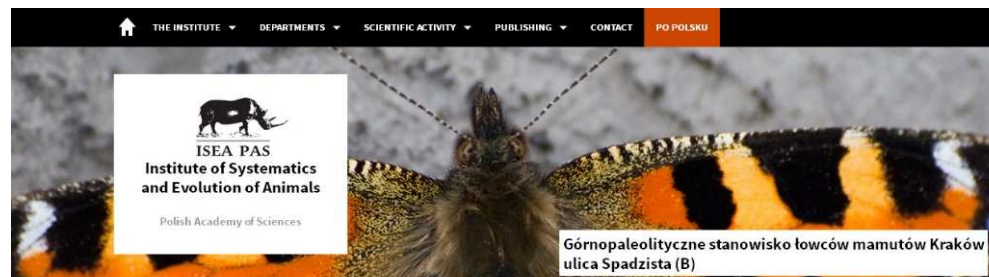 THE INSTITUTE DEPARTMENTS SCIENTIFIC ACTIVITY PUBLISHING CONTACT PO POLSKU
ISEA PAS
Institute of Systematics
and Evolution of Animals
Polish Academy of Sciences
Górnopaleolityczne stanowisko łowców mamutów Kraków
ulica Spadzista (B)